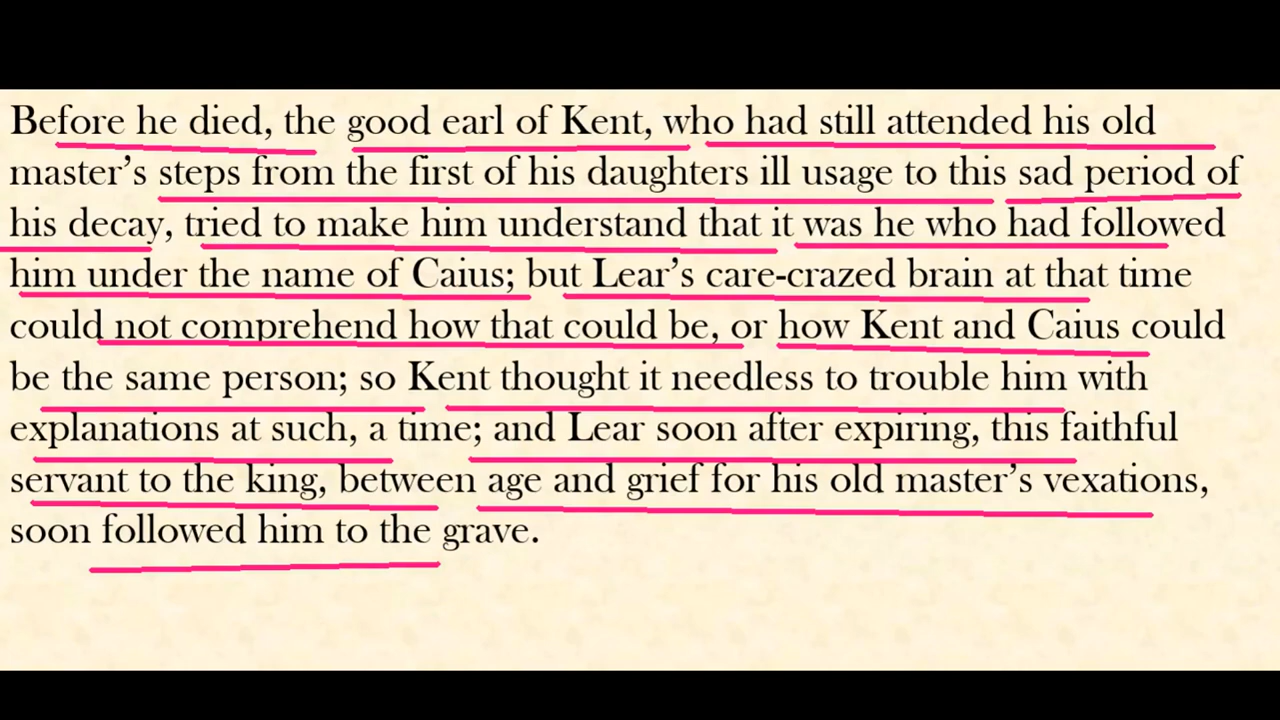 Before he died, the good earl of Kent, who had still attended his old
master’s steps from the first of his daughters ill usage to this sad period of
his decay, tried to make him understand that it was he who had followed
him under the name of Caius; but Lear’s care-crazed brain at that time
could not comprehend how that could be, or how Kent and Caius could
be the same person; so Kent thought it needless to trouble him with
explanations at such, a time; and Lear soon after expiring, this faithful
servant to the king, between age and grief for his old master’s vexations,
soon followed him to the grave.